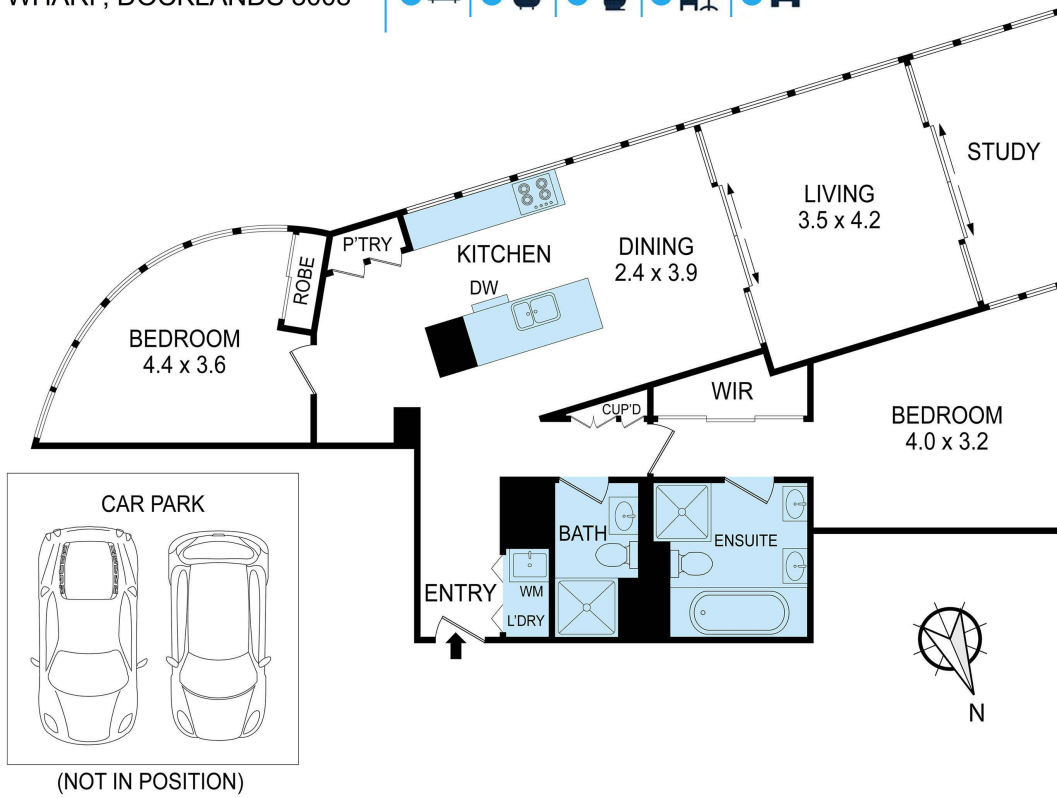 WHARF, DOCKLANDS 3008
STUDY
LIVING
3.5 x 4.2
P'TRY
KITCHEN
DINING
2.4 x 3.9
ROBE
DW
BEDROOM
4.4 x 3.6
WIR
CUP'D
BEDROOM
4.0 x 3.2
CAR PARK
BATH
ENSUITE
ENTRY
WM
L'DRY
N
(NOT IN POSITION)